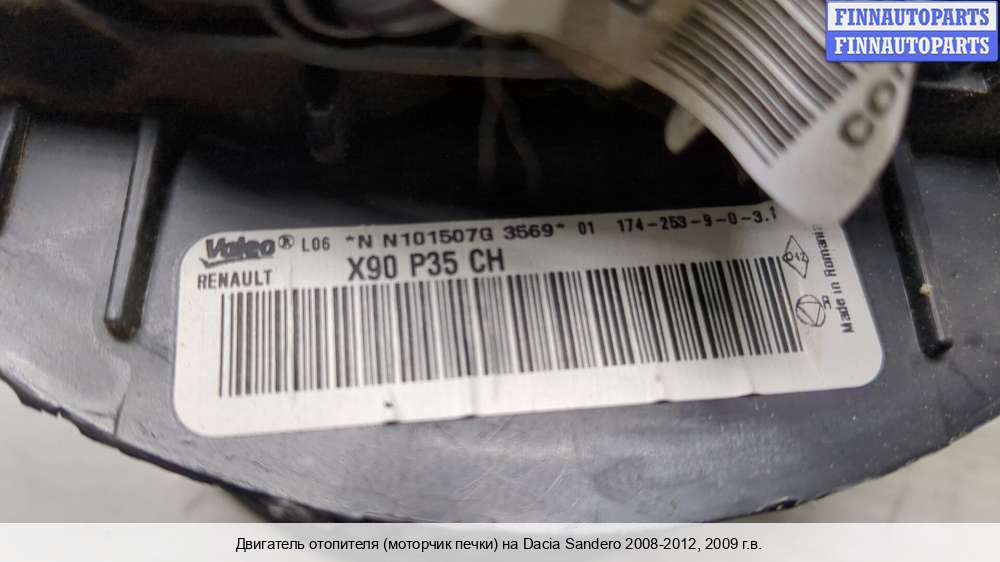 FINNAUTOPARTS
FINNAUTOPARTS
Valeo® L06 *N N101507G 3569* 01 174-253-9-0-3.1
RENAULT X90 P35 CH
Made in Romania
Двигатель отопителя (моторчик печки) на Dacia Sandero 2008-2012, 2009 г.в.